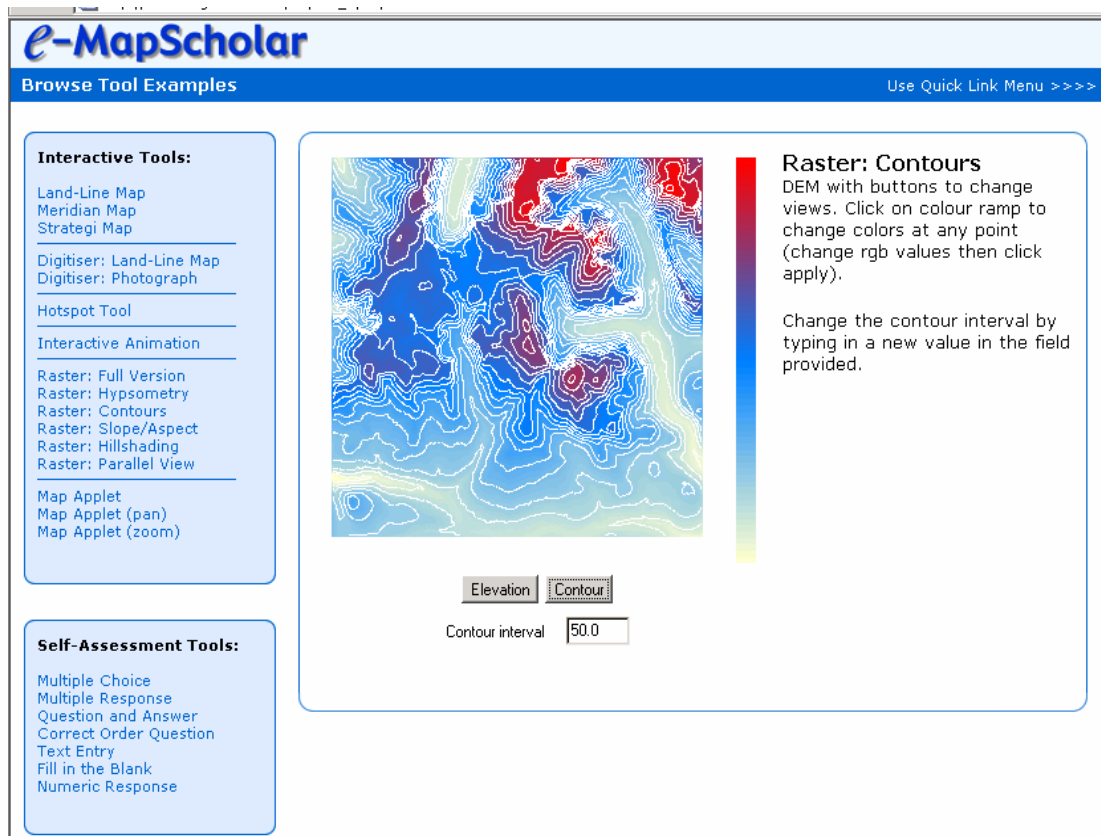 e-MapScholar
Browse Tool Examples
Use Quick Link Menu >>>>
Interactive Tools:
Land-Line Map
Meridian Map
Strategi Map
Digitiser: Land-Line Map
Digitiser: Photograph
Hotspot Tool
Interactive Animation
Raster: Full Version
Raster: Hypsometry
Raster: Contours
Raster: Slope/Aspect
Raster: Hillshading
Raster: Parallel View
Map Applet
Map Applet (pan)
Map Applet (zoom)
Self-Assessment Tools:
Multiple Choice
Multiple Response
Question and Answer
Correct Order Question
Text Entry
Fill in the Blank
Numeric Response
Elevation
Contour
Contour interval 50.0
Raster: Contours
DEM with buttons to change
views. Click on colour ramp to
change colors at any point
(change rgb values then click
apply).
Change the contour interval by
typing in a new value in the field
provided.